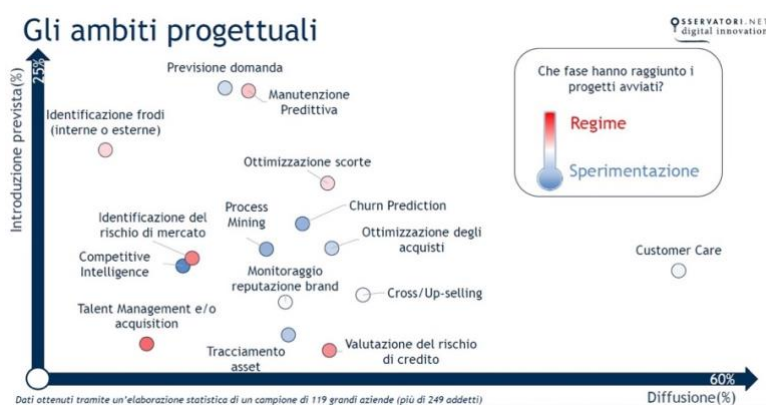 Gli ambiti progettuali
OSSERVATORI.NET
digital innovation
25%
Introduzione prevista(%)
Previsione domanda
Manutenzione
Predittiva
Identificazione frodi
(interne o esterne)
Ottimizzazione scorte
Che fase hanno raggiunto i
progetti avviati?
Regime
Sperimentazione
Process
Mining
Churn Prediction
Identificazione del
rischio di mercato
Ottimizzazione degli
acquisti
Competitive
Intelligence
Customer Care
Monitoraggio
reputazione brand
Cross/Up-selling
Talent Management e/o
acquisition
Tracciamento
asset
Valutazione del rischio
di credito
60%
Diffusione(%)
Dati ottenuti tramite un'elaborazione statistica di un campione di 119 grandi aziende (più di 249 addetti)